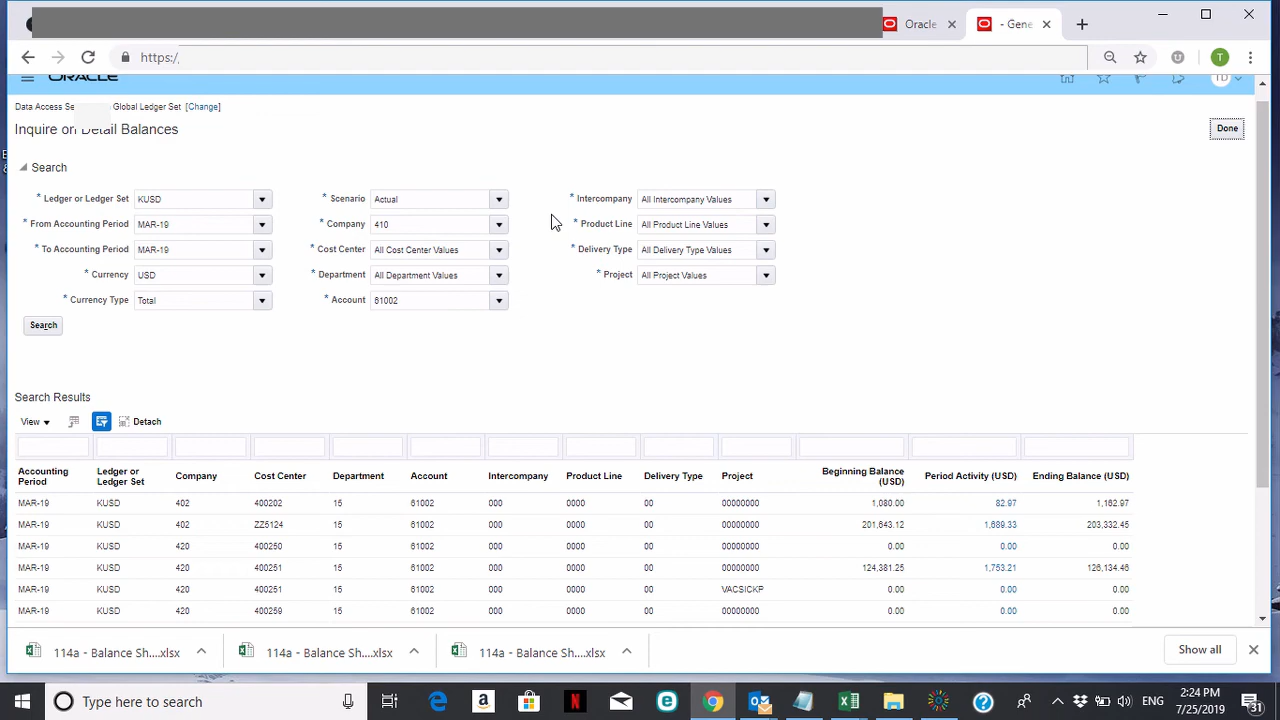 Oracle
- Gene
https:/
T
ORACLE
TD
Data Access Se Global Ledger Set [Change]
Inquire on Detail Balances
Done
Search
* Ledger or Ledger Set KUSD
* Scenario Actual
* Intercompany All Intercompany Values
* From Accounting Period MAR-19
* Company 410
* Product Line All Product Line Values
* To Accounting Period MAR-19
* Cost Center All Cost Center Values
* Delivery Type All Delivery Type Values
* Currency USD
* Department All Department Values
* Project All Project Values
* Currency Type Total
* Account 61002
Search
Search Results
View Detach
Accounting Period Ledger or Ledger Set Company Cost Center Department Account Intercompany Product Line Delivery Type Project Beginning Balance (USD) Period Activity (USD) Ending Balance (USD)
MAR-19 KUSD 402 400202 15 61002 000 0000 00 00000000 1,080.00 82.97 1,162.97
MAR-19 KUSD 402 ZZ5124 15 61002 000 0000 00 00000000 201,643.12 1,689.33 203,332.45
MAR-19 KUSD 420 400250 15 61002 000 0000 00 00000000 0.00 0.00 0.00
MAR-19 KUSD 420 400251 15 61002 000 0000 00 00000000 124,381.25 1,753.21 126,134.46
MAR-19 KUSD 420 400251 15 61002 000 0000 00 VACSICKP 0.00 0.00 0.00
MAR-19 KUSD 420 400259 15 61002 000 0000 00 00000000 0.00 0.00 0.00
114a - Balance Sh....xlsx 114a - Balance Sh....xlsx 114a - Balance Sh....xlsx Show all
Type here to search
ENG
2:24 PM
7/25/2019
31